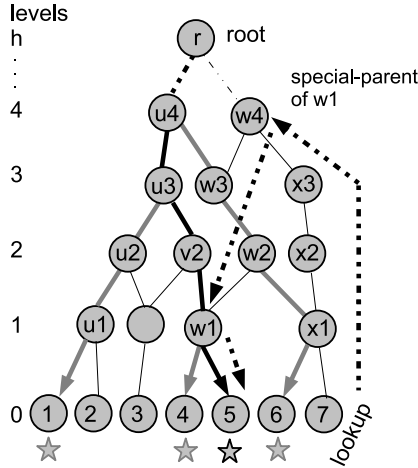 levels
h r root
special-parent
of w1
4 u4 w4
3 u3 w3 x3
2 u2 v2 w2 x2
1 u1 w1 x1
0 1 2 3 4 5 6 7
lookup